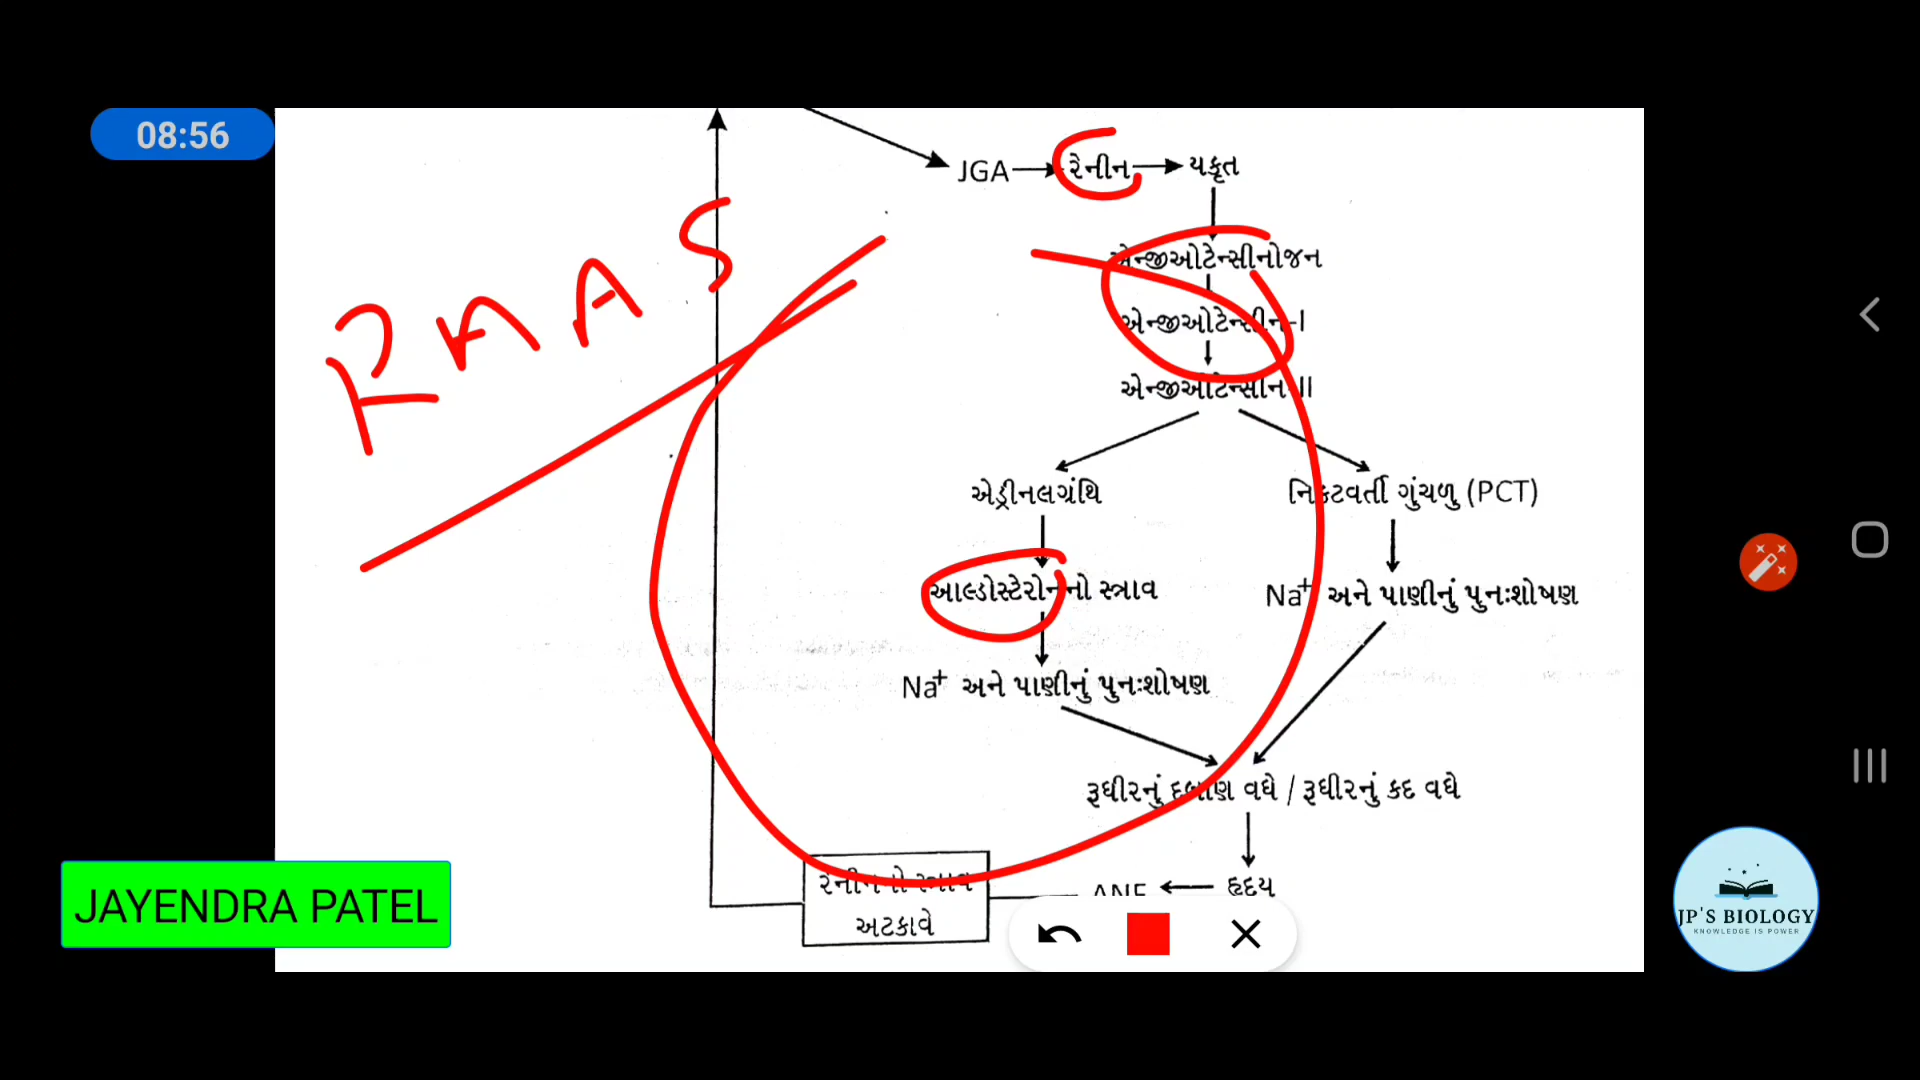 08:56
JGA રેનીન યકૃત
એન્જીઓટેન્સીનોજન
RAAS
એન્જીઓટેન્સીન-I
એન્જીઓટેન્સીન-II
એડ્રીનલગ્રંથિ નિકટવર્તી ગુંચળુ (PCT)
આલ્ડોસ્ટેરોનનો સ્ત્રાવ Na+ અને પાણીનું પુનઃશોષણ
Na+ અને પાણીનું પુનઃશોષણ
રૂધીરનું દબાણ વધે / રૂધીરનું કદ વધે
રેનીનનો સ્ત્રાવ ANF હૃદય
અટકાવે
JAYENDRA PATEL
JP'S BIOLOGY
KNOWLEDGE IS POWER